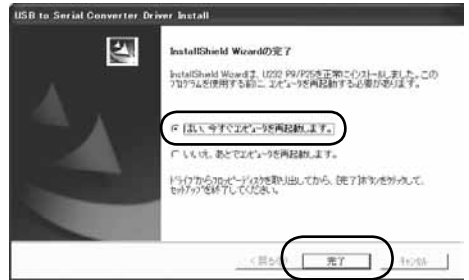 USB to Serial Converter Driver Install
InstallShield Wizardの完了
InstallShield Wizardは、U232 P9/P25を正常にインストールしました。この
プログラムを使用する前に、コンピュータを再起動する必要があります。
はい、今すぐコンピュータを再起動します。
いいえ、あとでコンピュータを再起動します。
ドライブからフロッピーディスクを取り出してから、[完了]ボタンをクリックして、
セットアップを終了してください。
< 戻る(B)
完了
キャンセル